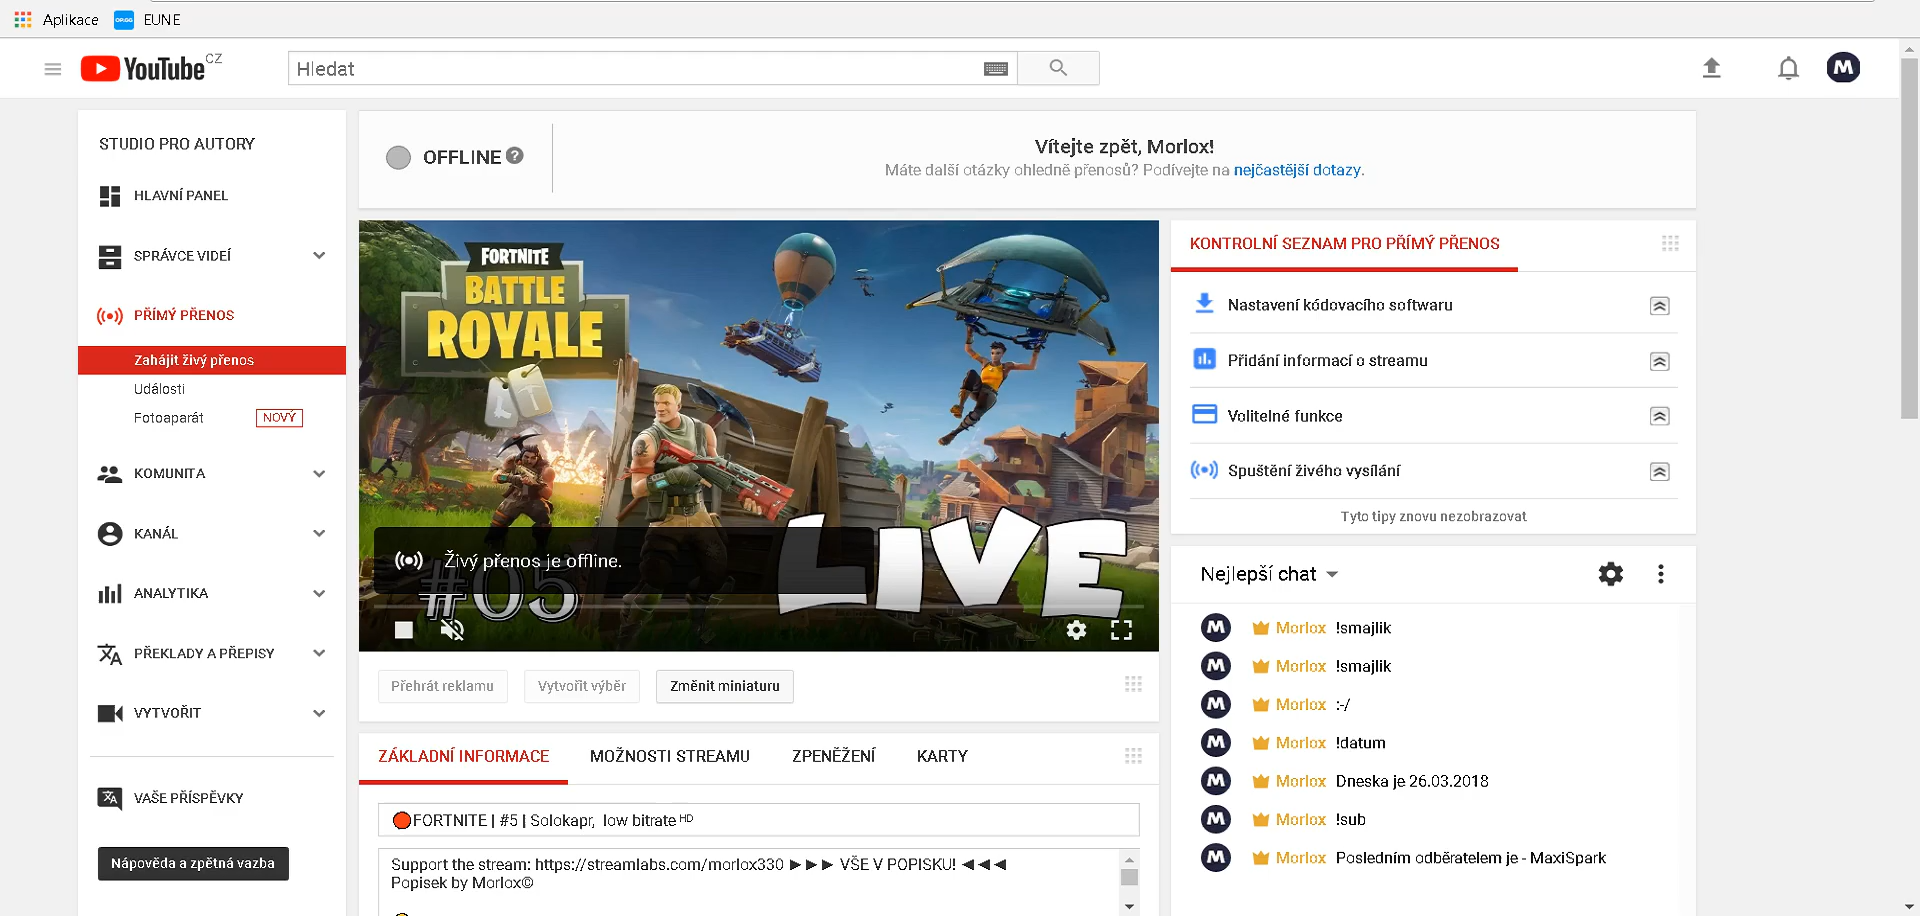 Aplikace
OP.GG
EUNE
YouTube CZ
Hledat
M
STUDIO PRO AUTORY
HLAVNÍ PANEL
SPRÁVCE VIDEÍ
PŘÍMÝ PŘENOS
Zahájit živý přenos
Události
Fotoaparát
NOVÝ
KOMUNITA
KANÁL
ANALYTIKA
PŘEKLADY A PŘEPISY
VYTVOŘIT
VAŠE PŘÍSPĚVKY
Nápověda a zpětná vazba
OFFLINE ?
Vítejte zpět, Morlox!
Máte další otázky ohledně přenosů? Podívejte na nejčastější dotazy.
FORTNITE
BATTLE
ROYALE
LIVE
#05
Živý přenos je offline.
Přehrát reklamu
Vytvořit výběr
Změnit miniaturu
ZÁKLADNÍ INFORMACE
MOŽNOSTI STREAMU
ZPENĚŽENÍ
KARTY
🔴FORTNITE | #5 | Solokapr, low bitrate ᴴᴰ
Support the stream: https://streamlabs.com/morlox330 ►►► VŠE V POPISKU! ◄◄◄
Popisek by Morlox©
KONTROLNÍ SEZNAM PRO PŘÍMÝ PŘENOS
Nastavení kódovacího softwaru
Přidání informací o streamu
Volitelné funkce
Spuštění živého vysílání
Tyto tipy znovu nezobrazovat
Nejlepší chat
M Morlox !smajlik
M Morlox !smajlik
M Morlox :-/
M Morlox !datum
M Morlox Dneska je 26.03.2018
M Morlox !sub
M Morlox Posledním odběratelem je - MaxiSpark